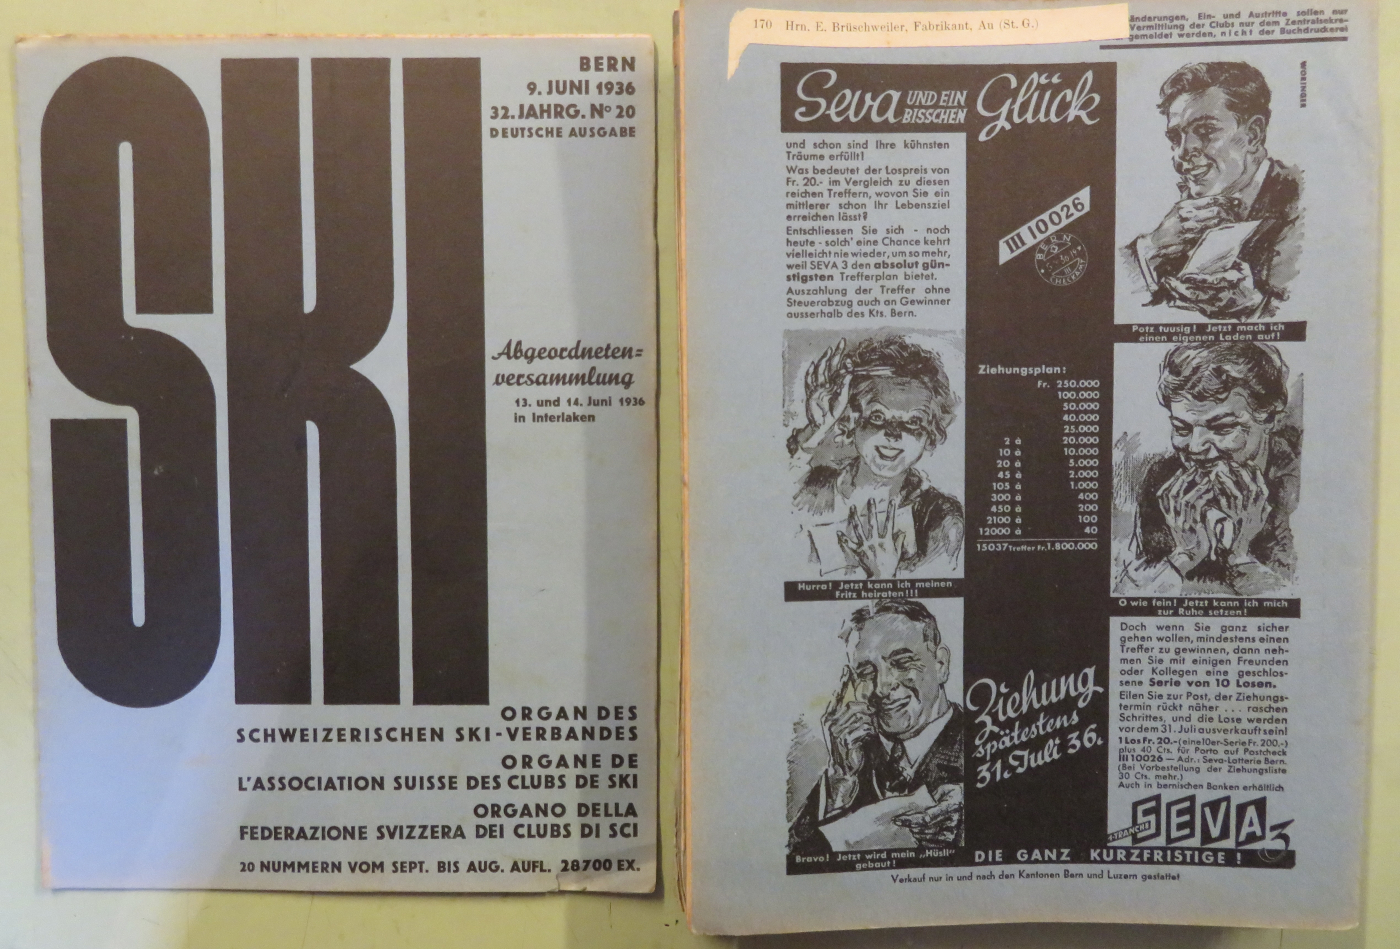 SKI
BERN
9. JUNI 1936
32. JAHRG. No 20
DEUTSCHE AUSGABE
Abgeordneten=
versammlung
13. und 14. Juni 1936
in Interlaken
ORGAN DES
SCHWEIZERISCHEN SKI-VERBANDES
ORGANE DE
L'ASSOCIATION SUISSE DES CLUBS DE SKI
ORGANO DELLA
FEDERAZIONE SVIZZERA DEI CLUBS DI SCI
20 NUMMERN VOM SEPT. BIS AUG. AUFL. 28700 EX.
170 Hrn. E. Brüschweiler, Fabrikant, Au (St. G.)
änderungen, Ein- und Austritte sollen nur
Vermittlung der Clubs nur dem Zentralsekre-
gemeldet werden, nicht der Buchdruckerei
Seva UND EIN BISSCHEN Glück
WORINGER
und schon sind Ihre kühnsten
Träume erfüllt!
Was bedeutet der Lospreis von
Fr. 20.- im Vergleich zu diesen
reichen Treffern, wovon Sie ein
mittlerer schon Ihr Lebensziel
erreichen lässt?
Entschliessen Sie sich - noch
heute - solch' eine Chance kehrt
vielleicht nie wieder, um so mehr,
weil SEVA 3 den absolut gün-
stigsten Trefferplan bietet.
Auszahlung der Treffer ohne
Steuerabzug auch an Gewinner
ausserhalb des Kts. Bern.
III 10026
BERN
III
Potz tuusig! Jetzt mach ich
einen eigenen Laden auf!
Hurra! Jetzt kann ich meinen
Fritz heiraten!!!
Ziehungsplan:
Fr. 250.000
100.000
50.000
40.000
25.000
2 à 20.000
10 à 10.000
20 à 5.000
45 à 2.000
105 à 1.000
300 à 400
450 à 200
2100 à 100
12000 à 40
15037 Treffer Fr. 1.800.000
O wie fein! Jetzt kann ich mich
zur Ruhe setzen!
Bravo! Jetzt wird mein „Hüsli"
gebaut!
Ziehung
spätestens
31. Juli 36.
Doch wenn Sie ganz sicher
gehen wollen, mindestens einen
Treffer zu gewinnen, dann neh-
men Sie mit einigen Freunden
oder Kollegen eine geschlos-
sene Serie von 10 Losen.
Eilen Sie zur Post, der Ziehungs-
termin rückt näher ... raschen
Schrittes, und die Lose werden
vor dem 31. Juli ausverkauft sein!
1 Los Fr. 20.- (eine 10er-Serie Fr. 200.-)
plus 40 Cts. für Porto auf Postcheck
III 10026 — Adr.: Seva-Lotterie Bern.
(Bei Vorbestellung der Ziehungsliste
30 Cts. mehr.)
Auch in bernischen Banken erhältlich
TRANCHE SEVA 3
DIE GANZ KURZFRISTIGE!
Verkauf nur in und nach den Kantonen Bern und Luzern gestattet